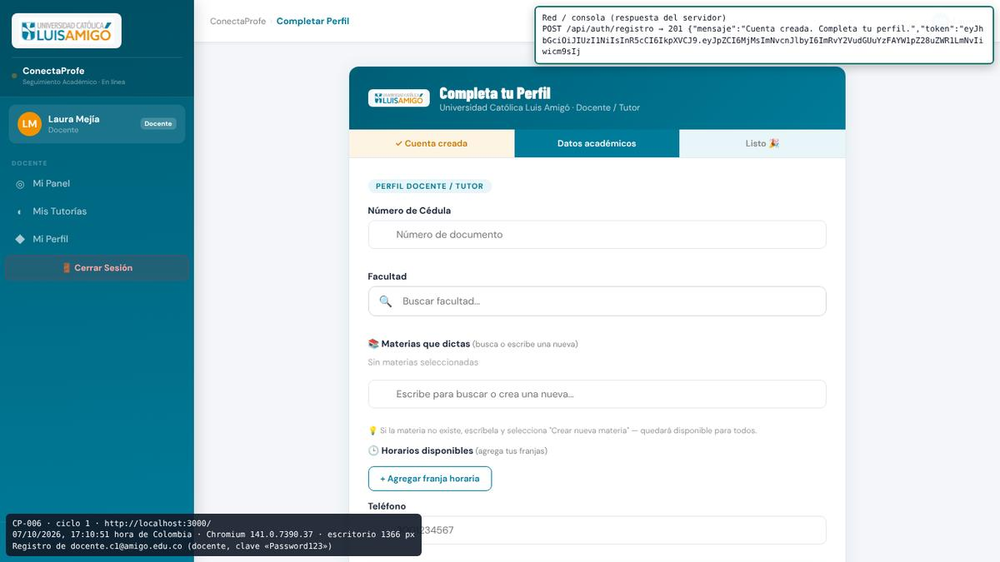 UNIVERSIDAD CATÓLICA
LUISAMIGÓ
ConectaProfe
Seguimiento Académico · En línea
LM
Laura Mejía
Docente
Docente
DOCENTE
Mi Panel
Mis Tutorías
Mi Perfil
Cerrar Sesión
ConectaProfe › Completar Perfil
Red / consola (respuesta del servidor)
POST /api/auth/registro → 201 {"mensaje":"Cuenta creada. Completa tu perfil.","token":"eyJh
bGciOiJIUzI1NiIsInR5cCI6IkpXVCJ9.eyJpZCI6MjMsImNvcnJlbyI6ImRvY2VudGUuYzFAYW1pZ28uZWR1LmNvIi
wicm9sIj
UNIVERSIDAD CATÓLICA
LUISAMIGÓ
Completa tu Perfil
Universidad Católica Luis Amigó · Docente / Tutor
✓ Cuenta creada
Datos académicos
Listo 🎉
PERFIL DOCENTE / TUTOR
Número de Cédula
Número de documento
Facultad
🔍 Buscar facultad...
📚 Materias que dictas (busca o escribe una nueva)
Sin materias seleccionadas
Escribe para buscar o crea una nueva...
💡 Si la materia no existe, escríbela y selecciona "Crear nueva materia" — quedará disponible para todos.
🕒 Horarios disponibles (agrega tus franjas)
+ Agregar franja horaria
Teléfono
1234567
CP-006 · ciclo 1 · http://localhost:3000/
07/10/2026, 17:10:51 hora de Colombia · Chromium 141.0.7390.37 · escritorio 1366 px
Registro de docente.c1@amigo.edu.co (docente, clave «Password123»)